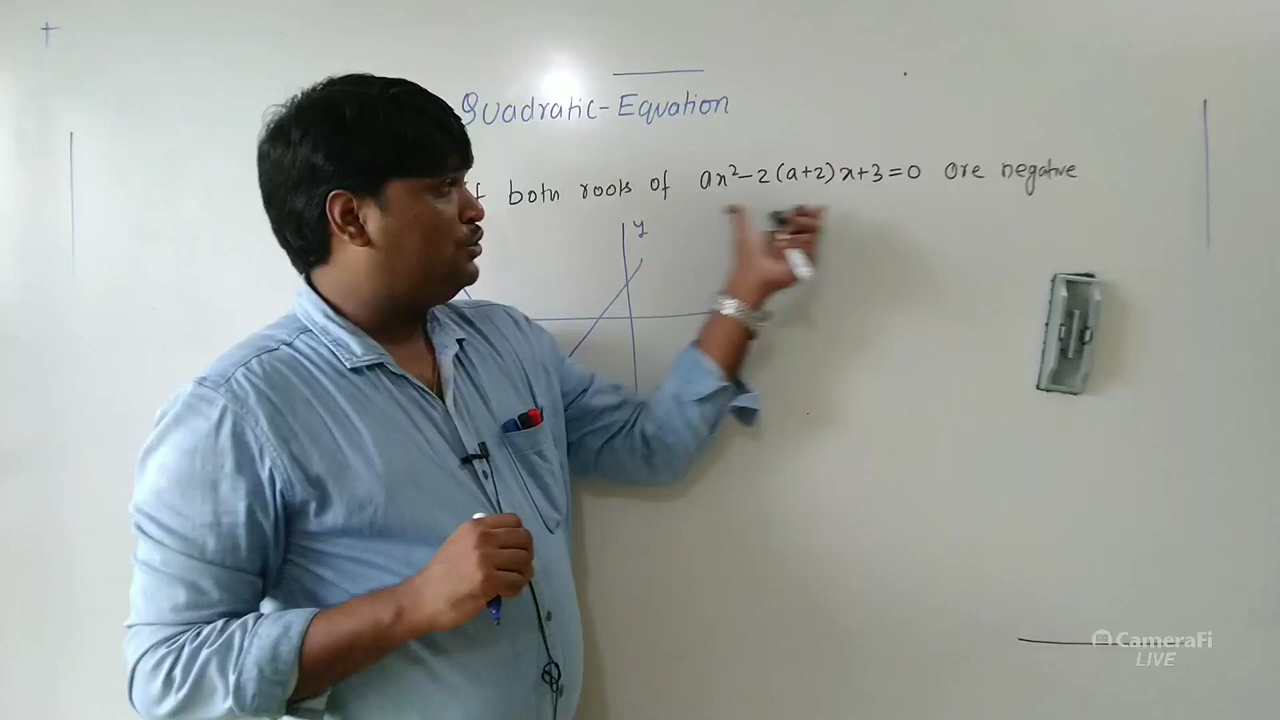 Quadratic-Equation
both roots of ax²-2(a+2)x+3=0 are negative
y
CameraFi
LIVE